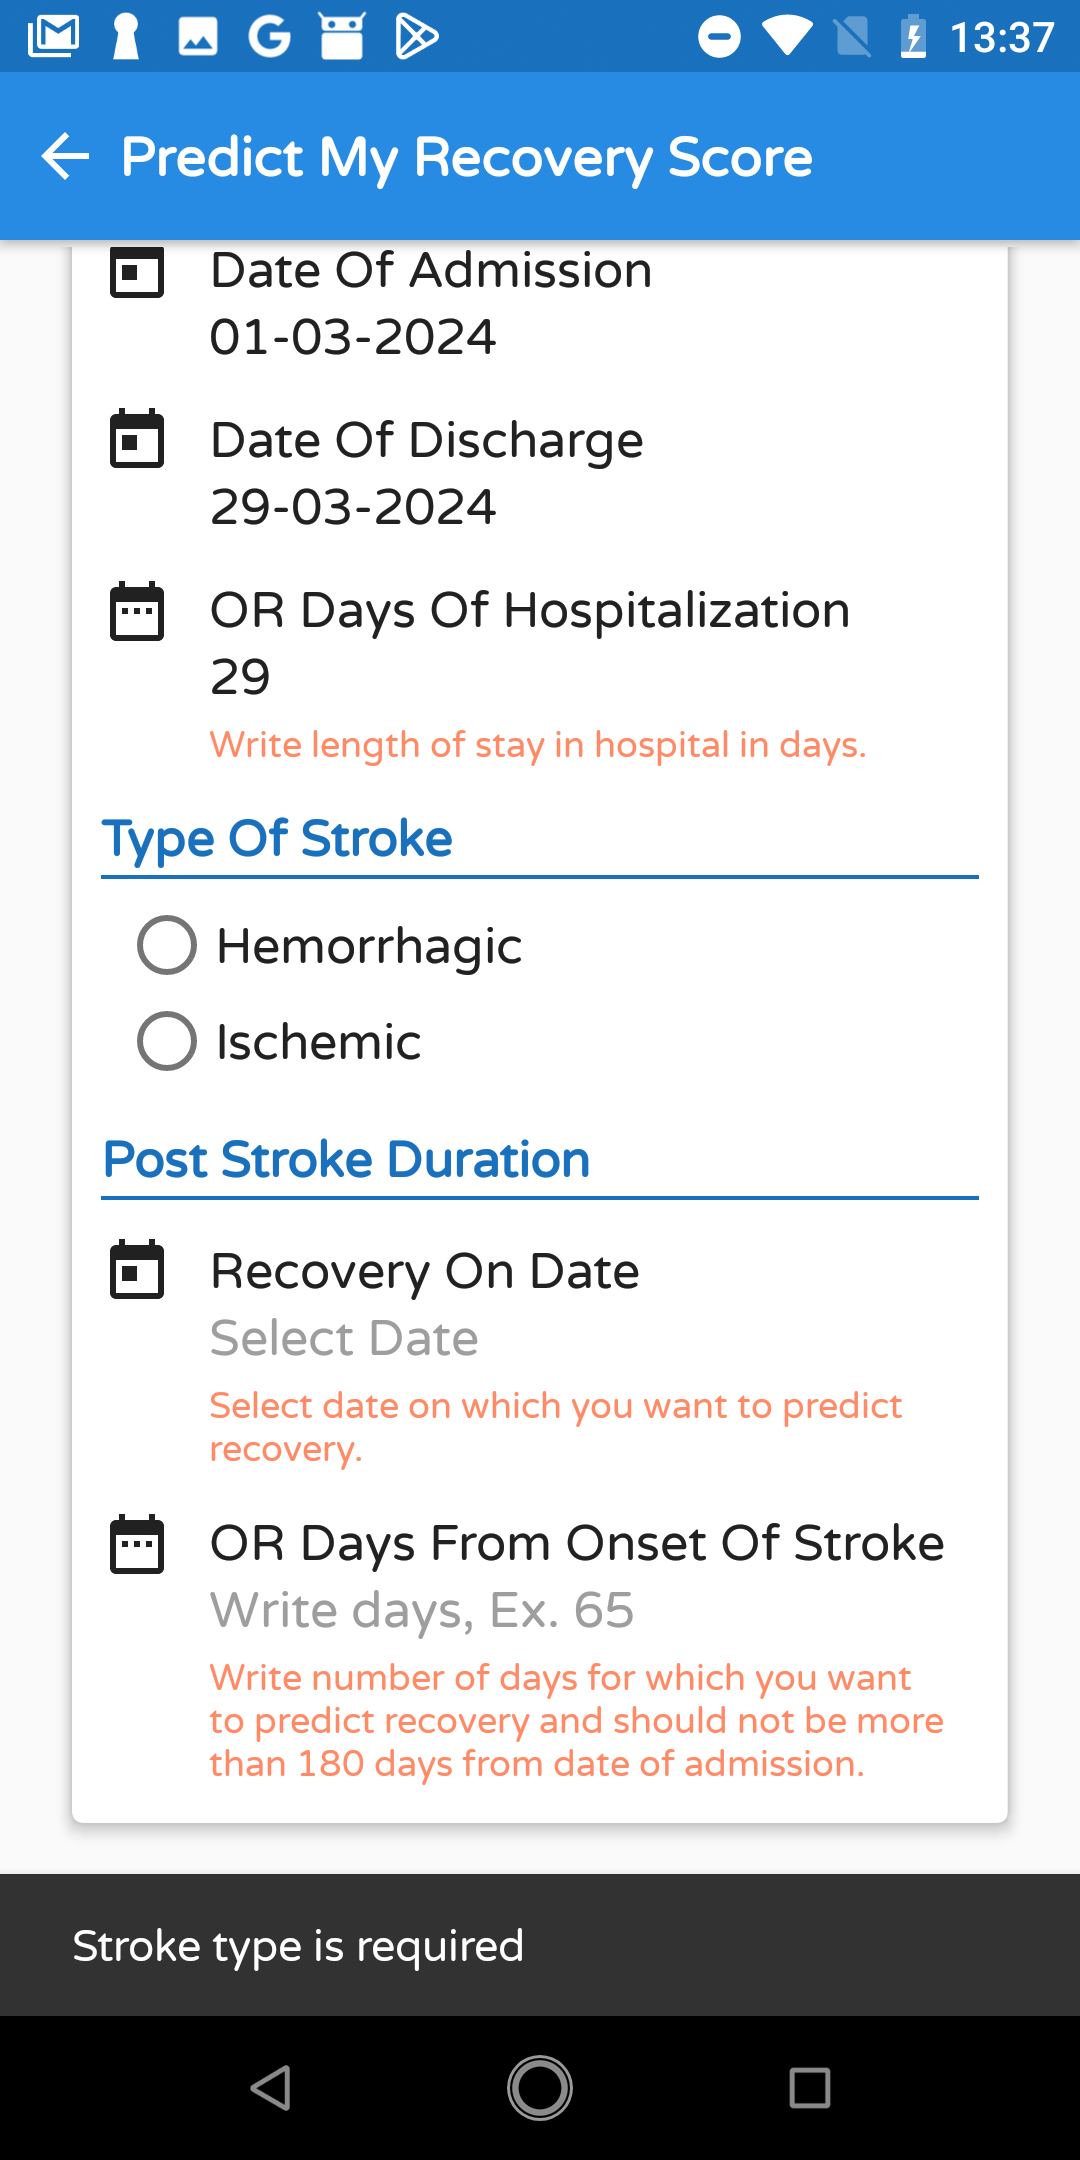 13:37
Predict My Recovery Score
Date Of Admission
01-03-2024
Date Of Discharge
29-03-2024
OR Days Of Hospitalization
29
Write length of stay in hospital in days.
Type Of Stroke
Hemorrhagic
Ischemic
Post Stroke Duration
Recovery On Date
Select Date
Select date on which you want to predict
recovery.
OR Days From Onset Of Stroke
Write days, Ex. 65
Write number of days for which you want
to predict recovery and should not be more
than 180 days from date of admission.
Stroke type is required